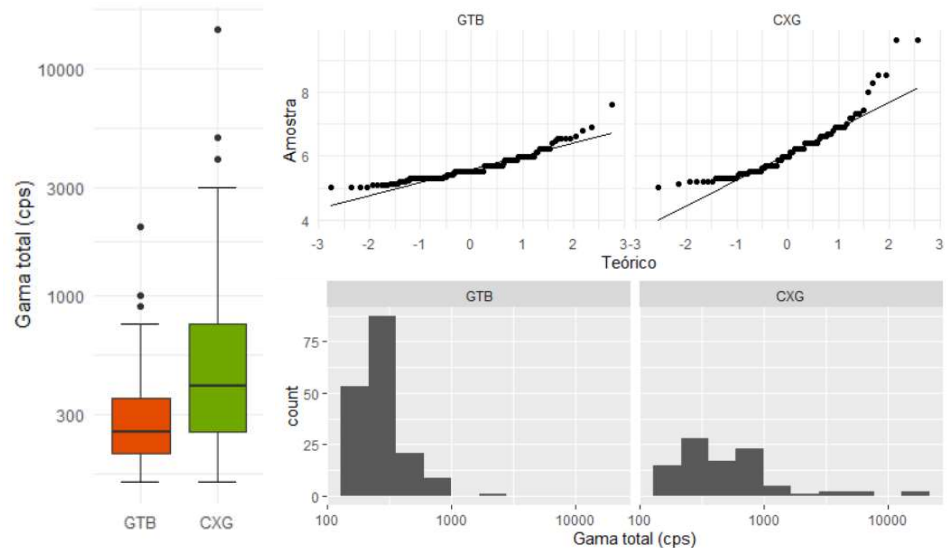 Gama total (cps)
10000
3000
1000
300
GTB CXG
GTB CXG
Amostra
8
6
4
-3 -2 -1 0 1 2 3 -3 -2 -1 0 1 2 3
Teórico
GTB CXG
count
75
50
25
0
100 1000 10000 100 1000 10000
Gama total (cps)